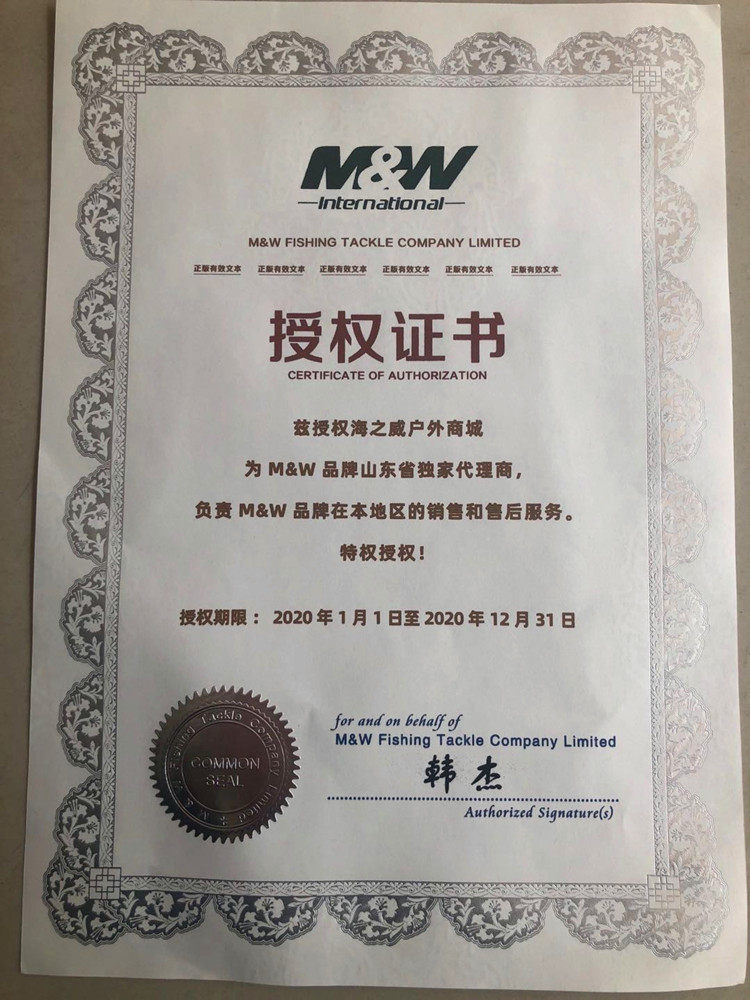 M&W
International
M&W FISHING TACKLE COMPANY LIMITED
正版有效文本 正版有效文本 正版有效文本 正版有效文本 正版有效文本 正版有效文本
授权证书
CERTIFICATE OF AUTHORIZATION
兹授权海之威户外商城
为 M&W 品牌山东省独家代理商，
负责 M&W 品牌在本地区的销售和售后服务。
特权授权！
授权期限： 2020 年 1 月 1 日至 2020 年 12 月 31 日
for and on behalf of
M&W Fishing Tackle Company Limited
韩杰
Authorized Signature(s)
M & W Fishing Tackle Company Limited
COMMON
SEAL